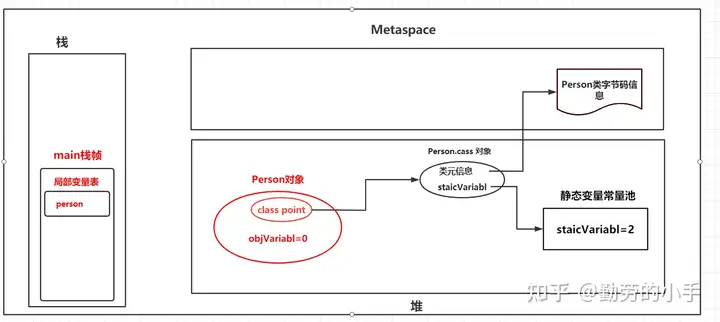 栈
Metaspace
Person类字节码信
息
main栈帧
局部变量表
person
Person对象
class point
objVariabl=0
Person.cass 对象
类元信息
staicVariabl
静态变量常量池
staicVariabl=2
堆
知乎 @勤劳的小手